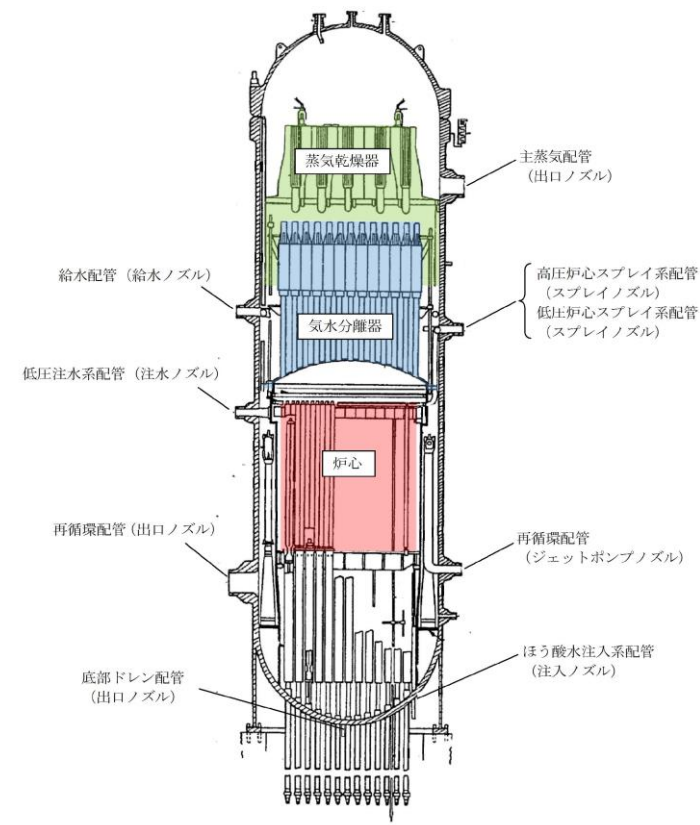 蒸気乾燥器
主蒸気配管
（出口ノズル）
給水配管（給水ノズル）
高圧炉心スプレイ系配管
（スプレイノズル）
低圧炉心スプレイ系配管
（スプレイノズル）
気水分離器
低圧注水系配管（注水ノズル）
炉心
再循環配管（出口ノズル）
再循環配管
（ジェットポンプノズル）
ほう酸水注入系配管
（注入ノズル）
底部ドレン配管
（出口ノズル）